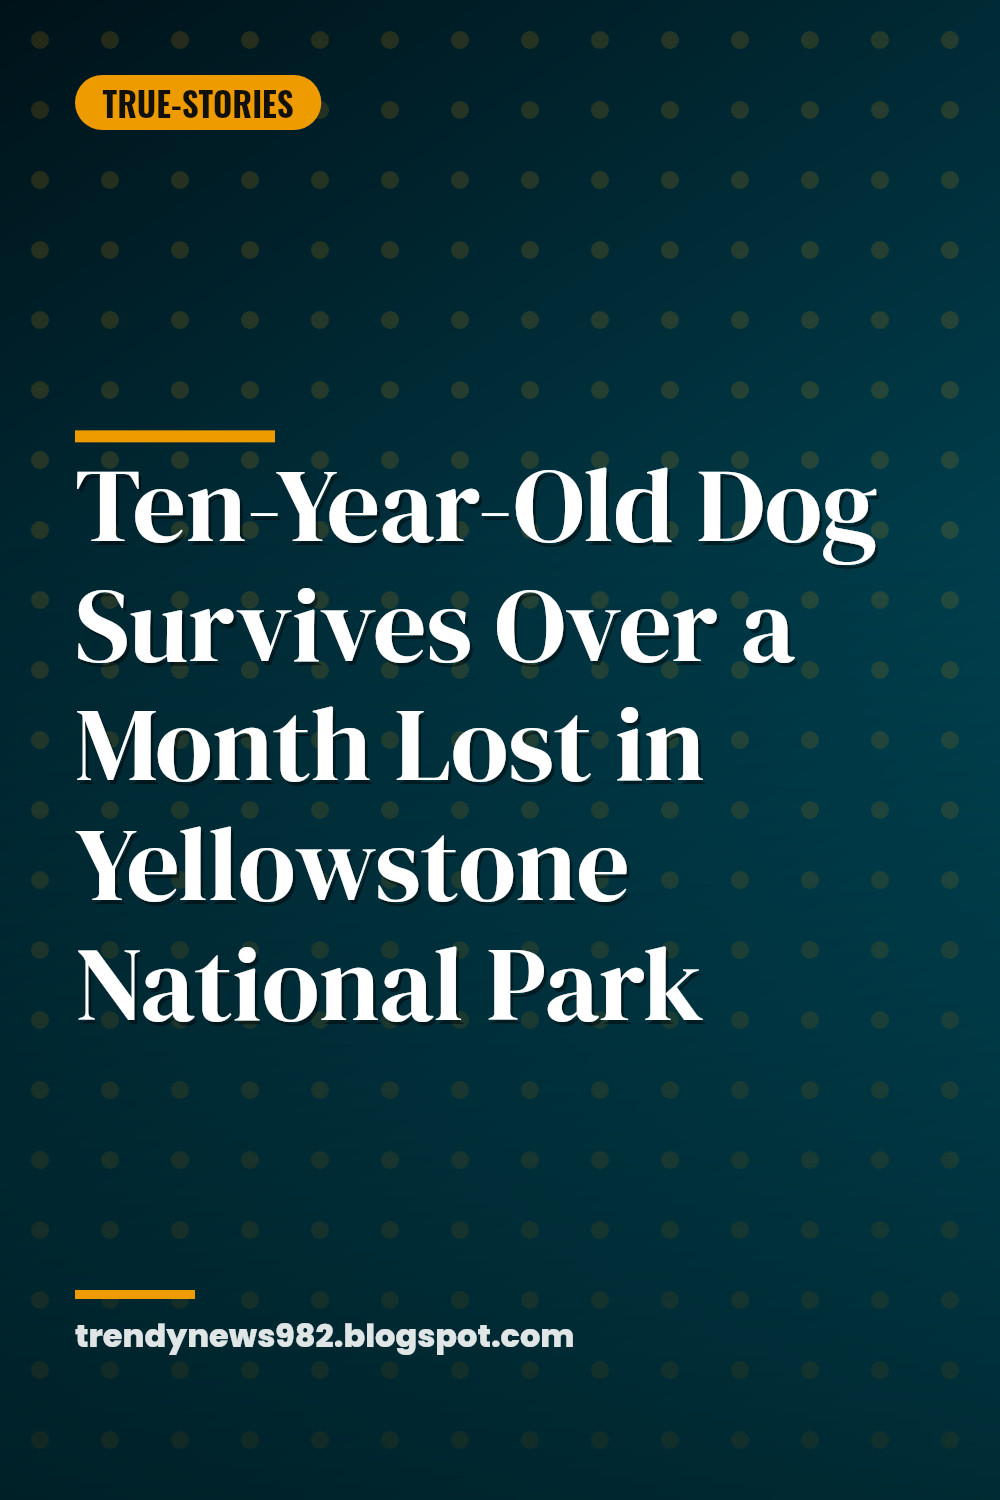 TRUE-STORIES
Ten-Year-Old Dog
Survives Over a
Month Lost in
Yellowstone
National Park
trendynews982.blogspot.com